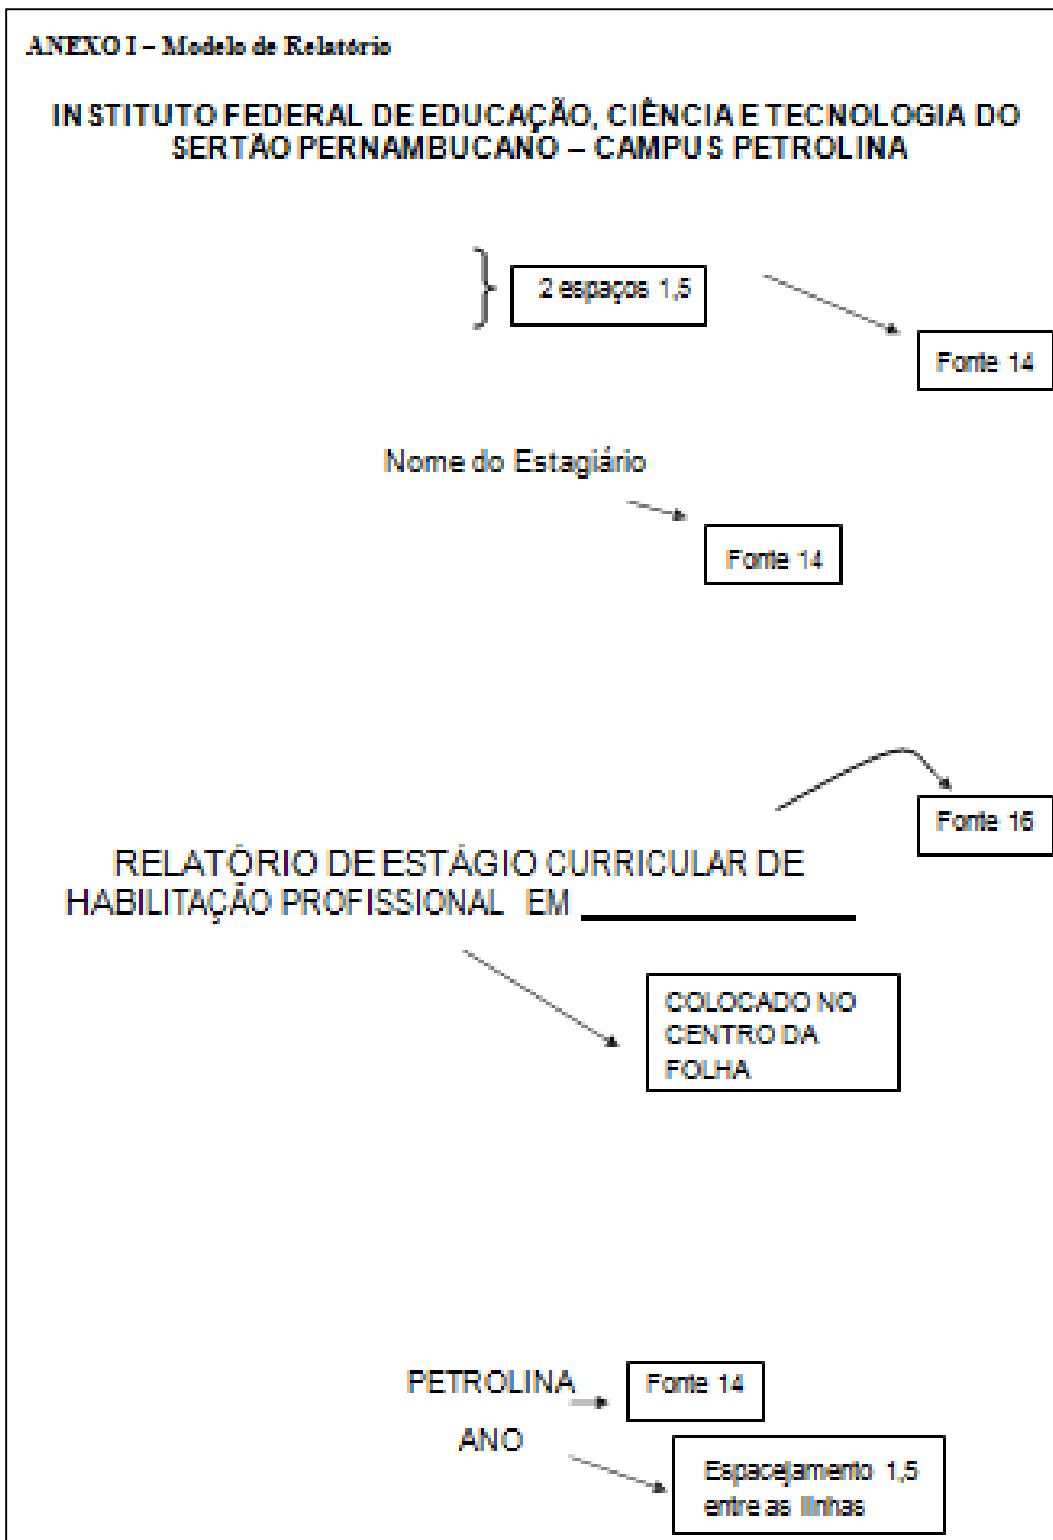 ANEXO I – Modelo de Relatório
INSTITUTO FEDERAL DE EDUCAÇÃO, CIÊNCIA E TECNOLOGIA DO
SERTÃO PERNAMBUCANO – CAMPUS PETROLINA
2 espaços 1,5
Fonte 14
Nome do Estagiário
Fonte 14
Fonte 16
RELATÓRIO DE ESTÁGIO CURRICULAR DE
HABILITAÇÃO PROFISSIONAL EM
COLOCADO NO
CENTRO DA
FOLHA
PETROLINA
Fonte 14
ANO
Espacejamento 1,5
entre as linhas